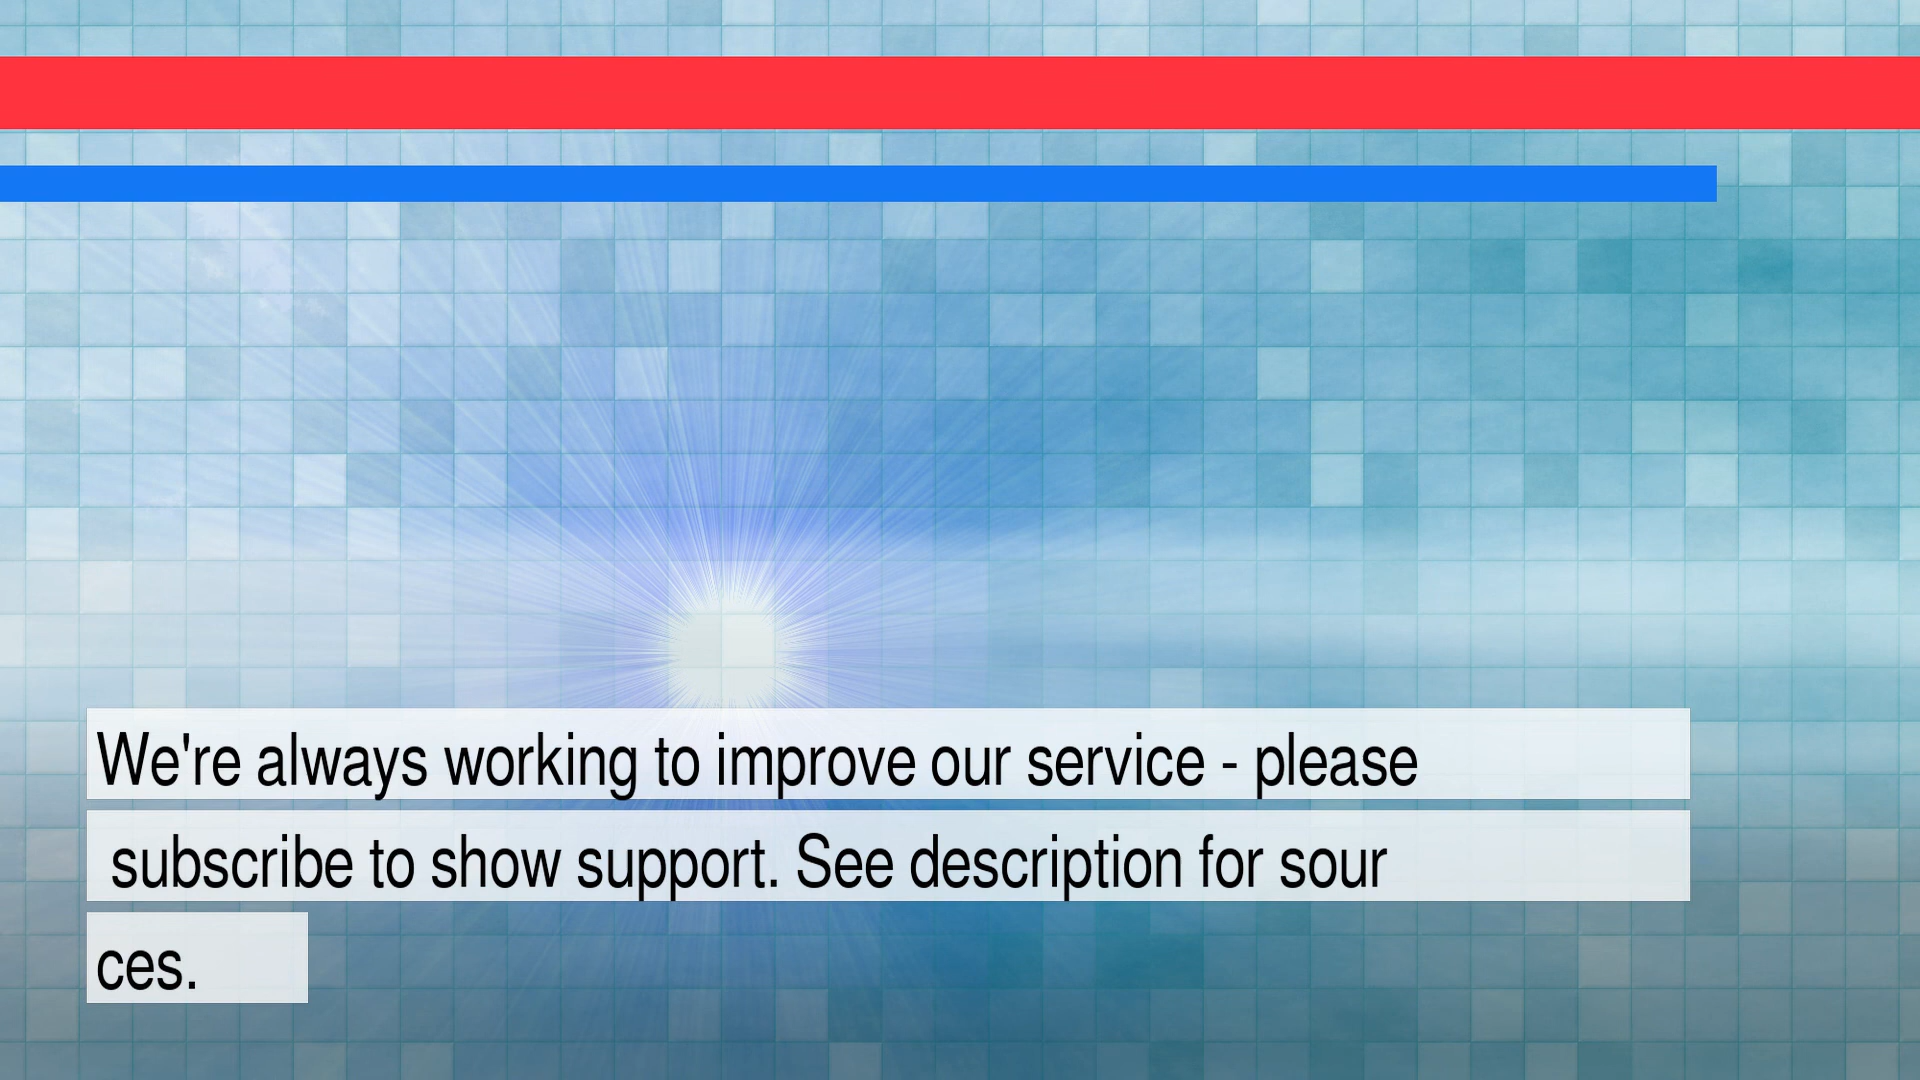 We're always working to improve our service - please
subscribe to show support. See description for sour
ces.